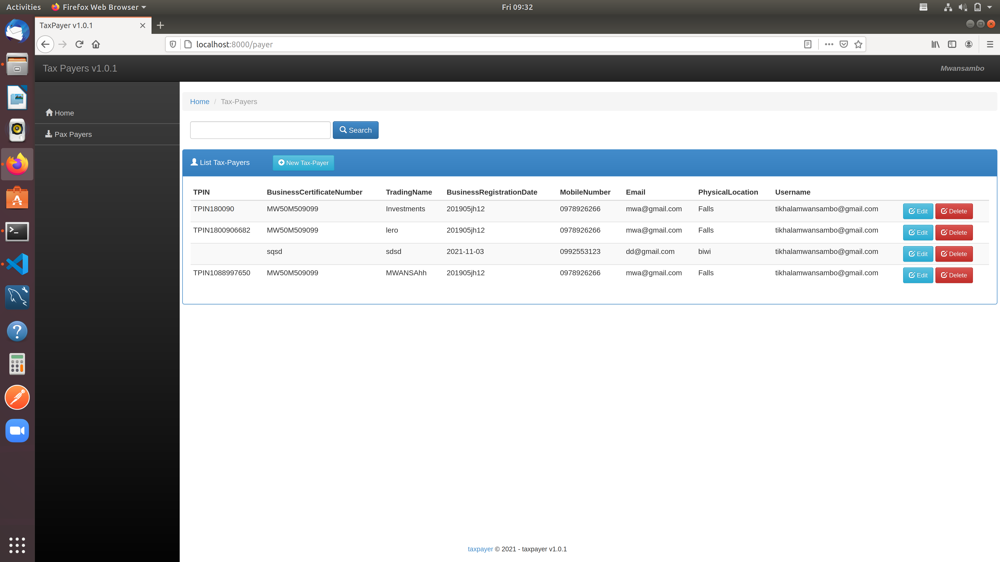 Activities Firefox Web Browser Fri 09:32
TaxPayer v1.0.1
localhost:8000/payer
Tax Payers v1.0.1 Mwansambo
Home / Tax-Payers
Home
Search
Pax Payers
List Tax-Payers New Tax-Payer
TPIN BusinessCertificateNumber TradingName BusinessRegistrationDate MobileNumber Email PhysicalLocation Username
TPIN180090 MW50M509099 Investments 201905jh12 0978926266 mwa@gmail.com Falls tikhalamwansambo@gmail.com Edit Delete
TPIN1800906682 MW50M509099 lero 201905jh12 0978926266 mwa@gmail.com Falls tikhalamwansambo@gmail.com Edit Delete
sqsd sdsd 2021-11-03 0992553123 dd@gmail.com biwi tikhalamwansambo@gmail.com Edit Delete
TPIN1088997650 MW50M509099 MWANSAhh 201905jh12 0978926266 mwa@gmail.com Falls tikhalamwansambo@gmail.com Edit Delete
taxpayer © 2021 - taxpayer v1.0.1